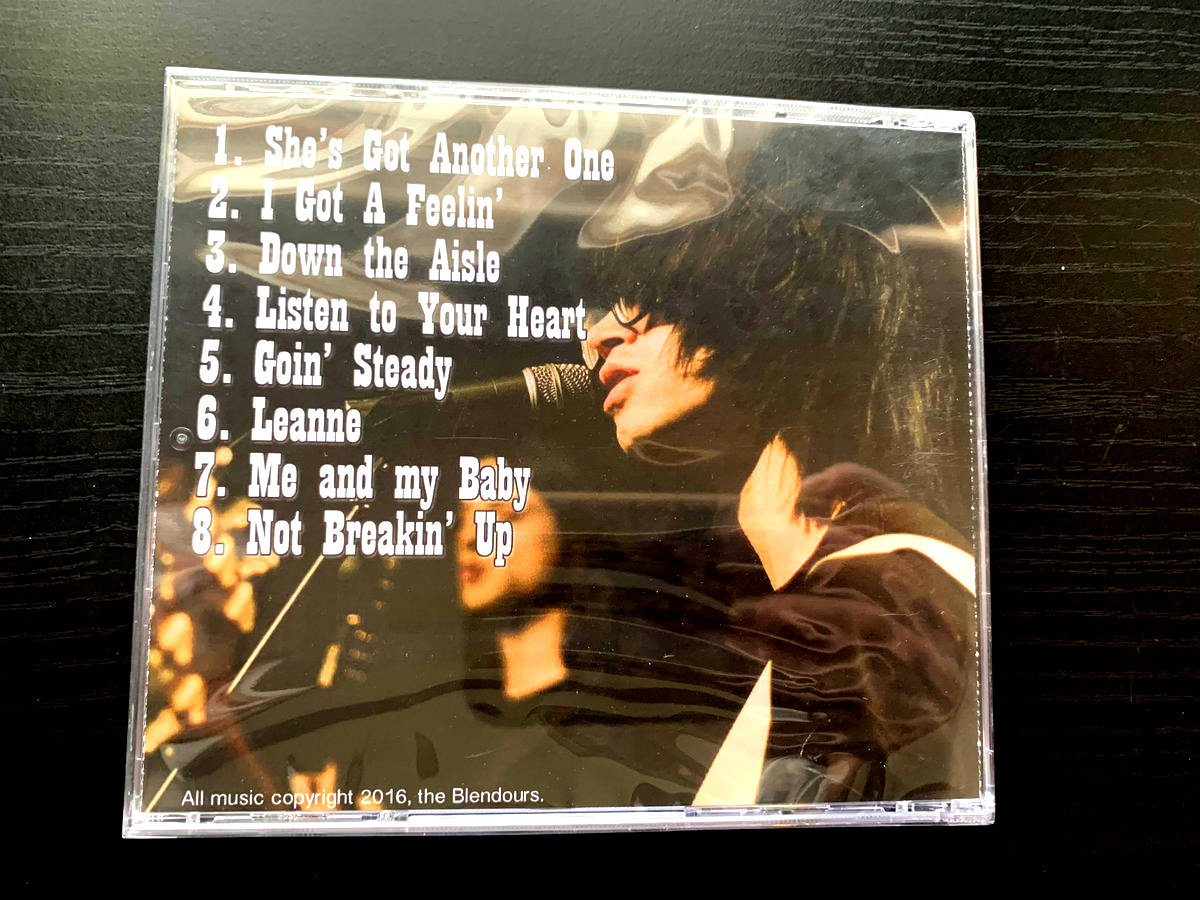 1. She's Got Another One
2. I Got A Feelin'
3. Down the Aisle
4. Listen to Your Heart
5. Goin' Steady
6. Leanne
7. Me and my Baby
8. Not Breakin' Up
All music copyright 2016, the Blendours.